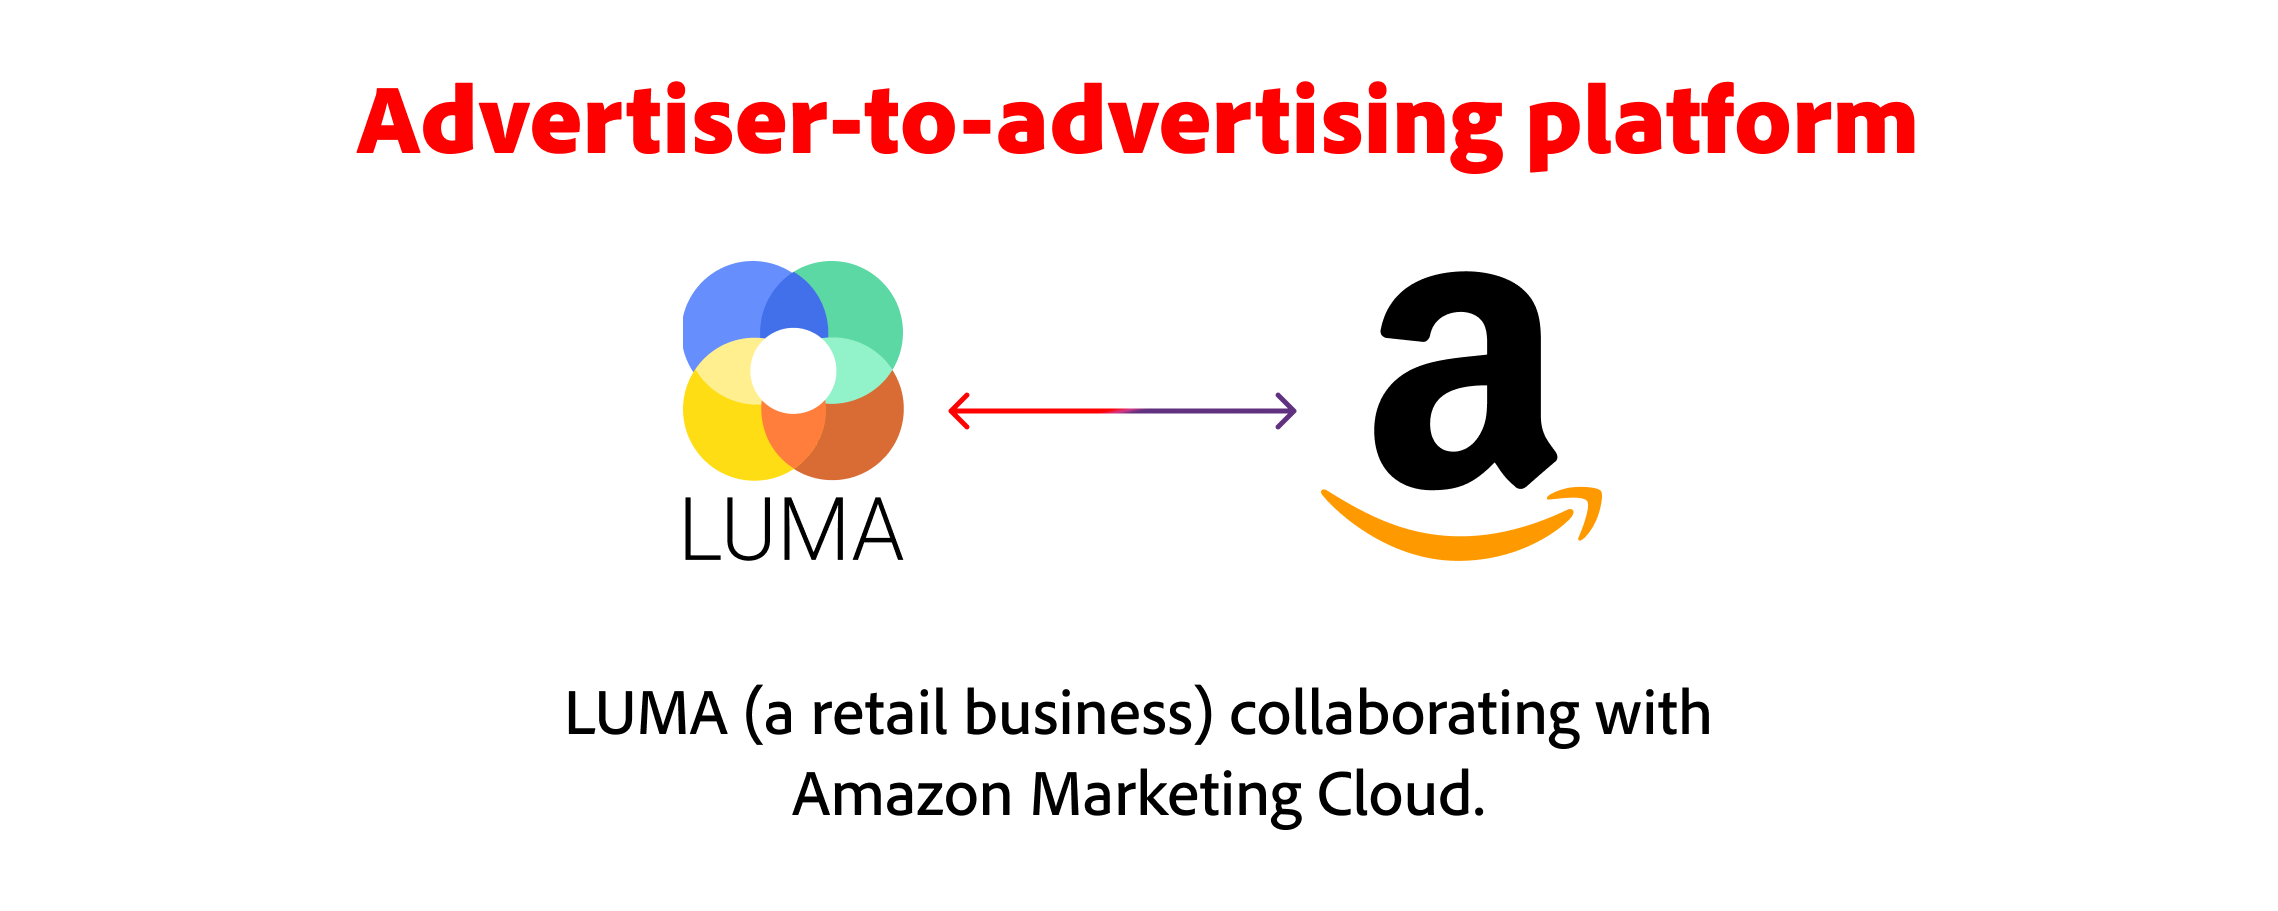 Advertiser-to-advertising platform
LUMA
a
LUMA (a retail business) collaborating with
Amazon Marketing Cloud.